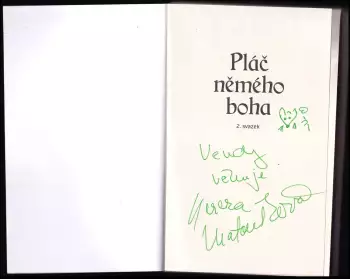 Pláč
němého
boha
2. svazek
Vendy
věnuje